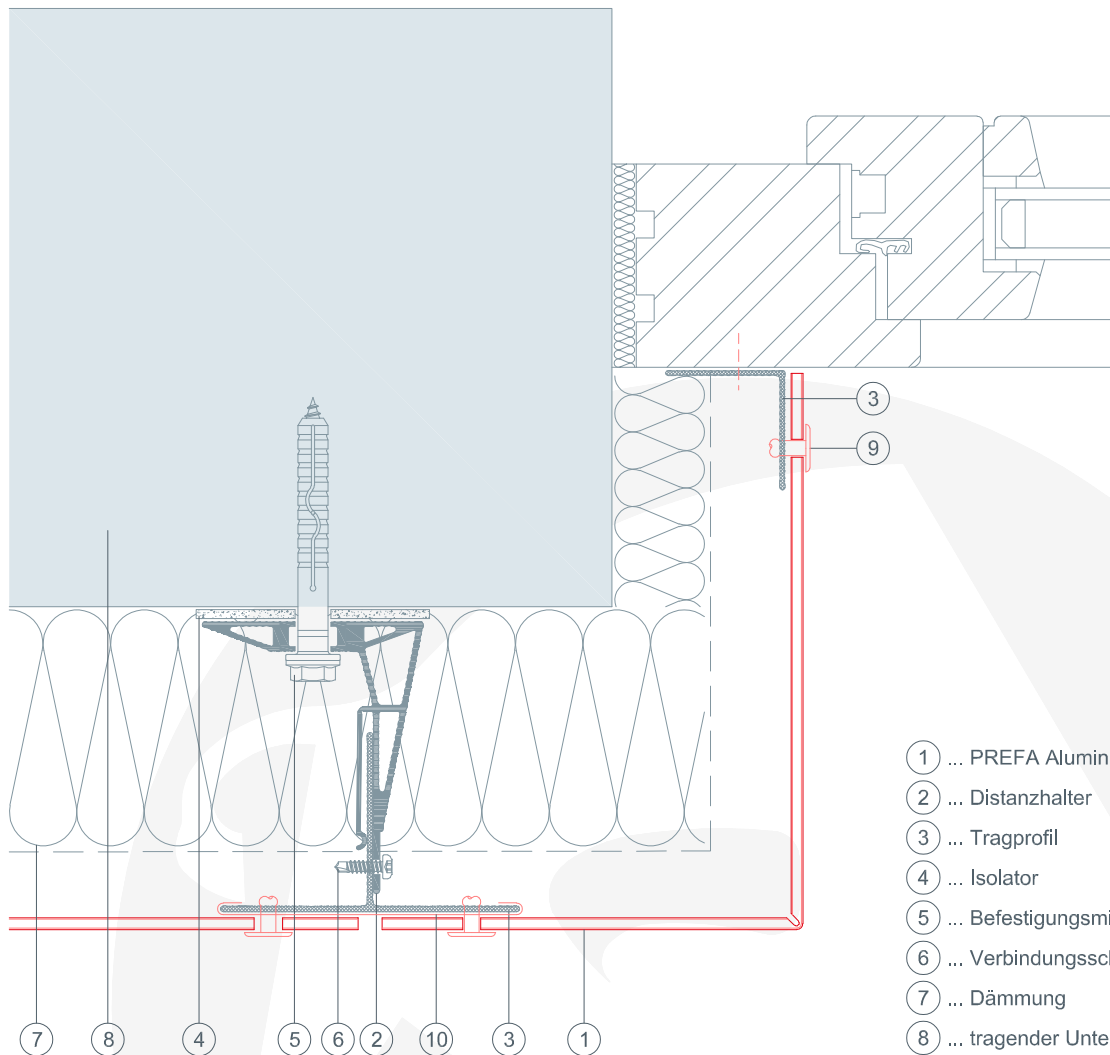 3
9
1 ... PREFA Alumin
2 ... Distanzhalter
3 ... Tragprofil
4 ... Isolator
5 ... Befestigungsmi
6 ... Verbindungssch
7 ... Dämmung
8 ... tragender Unte
7 8 4 5 6 2 10 3 1